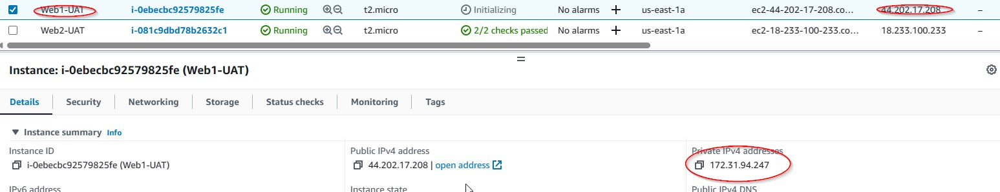 Web1-UAT i-0ebecbc92579825fe Running t2.micro Initializing No alarms + us-east-1a ec2-44-202-17-208.co... 44.202.17.208 –
Web2-UAT i-081c9dbd78b2632c1 Running t2.micro 2/2 checks passed No alarms + us-east-1a ec2-18-233-100-233.co... 18.233.100.233 –
Instance: i-0ebecbc92579825fe (Web1-UAT)
Details Security Networking Storage Status checks Monitoring Tags
Instance summary Info
Instance ID Public IPv4 address Private IPv4 addresses
i-0ebecbc92579825fe (Web1-UAT) 44.202.17.208 | open address 172.31.94.247
IPv6 address Instance state Public IPv4 DNS